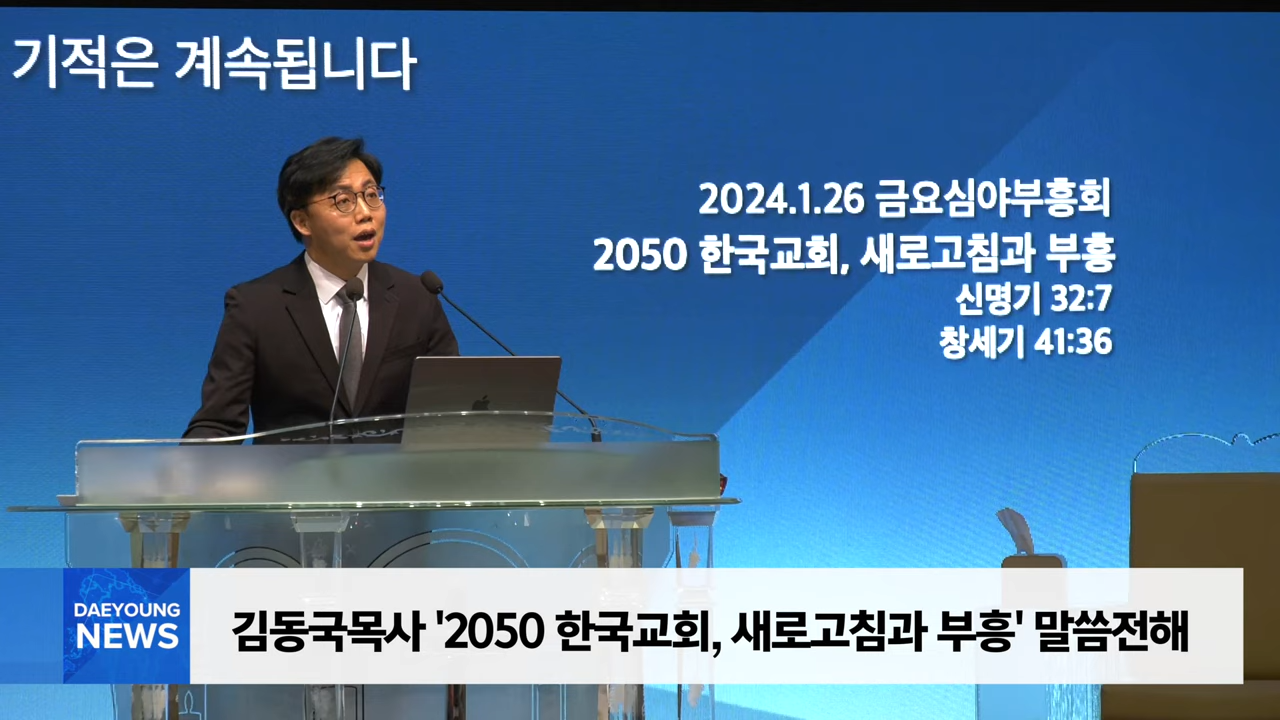 기적은 계속됩니다
2024.1.26 금요심야부흥회
2050 한국교회, 새로고침과 부흥
신명기 32:7
창세기 41:36
DAEYOUNG
NEWS
김동국목사 '2050 한국교회, 새로고침과 부흥' 말씀전해